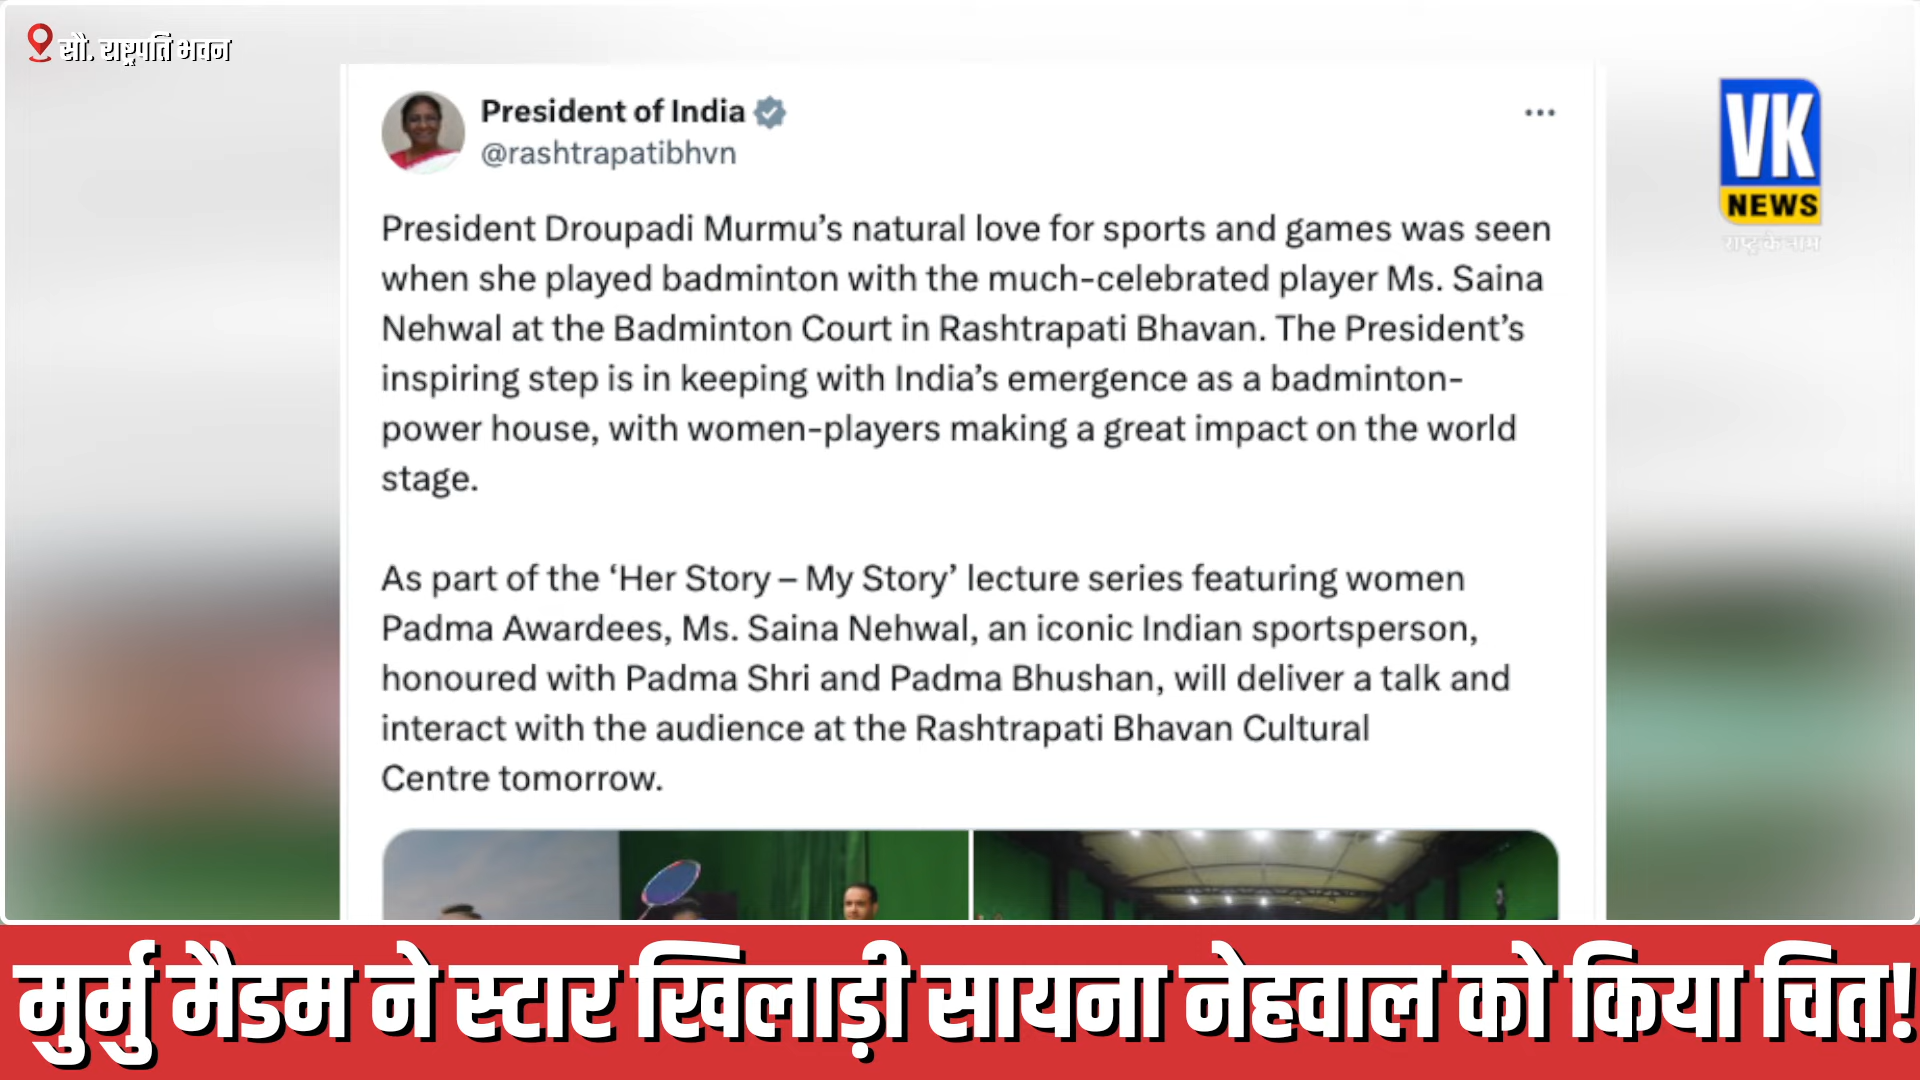 सौ. राष्ट्रपति भवन
President of India
@rashtrapatibhvn
VK
NEWS
राष्ट्र के नाम
President Droupadi Murmu’s natural love for sports and games was seen
when she played badminton with the much-celebrated player Ms. Saina
Nehwal at the Badminton Court in Rashtrapati Bhavan. The President’s
inspiring step is in keeping with India’s emergence as a badminton-
power house, with women-players making a great impact on the world
stage.
As part of the ‘Her Story – My Story’ lecture series featuring women
Padma Awardees, Ms. Saina Nehwal, an iconic Indian sportsperson,
honoured with Padma Shri and Padma Bhushan, will deliver a talk and
interact with the audience at the Rashtrapati Bhavan Cultural
Centre tomorrow.
मुर्मु मैडम ने स्टार खिलाड़ी सायना नेहवाल को किया चित!